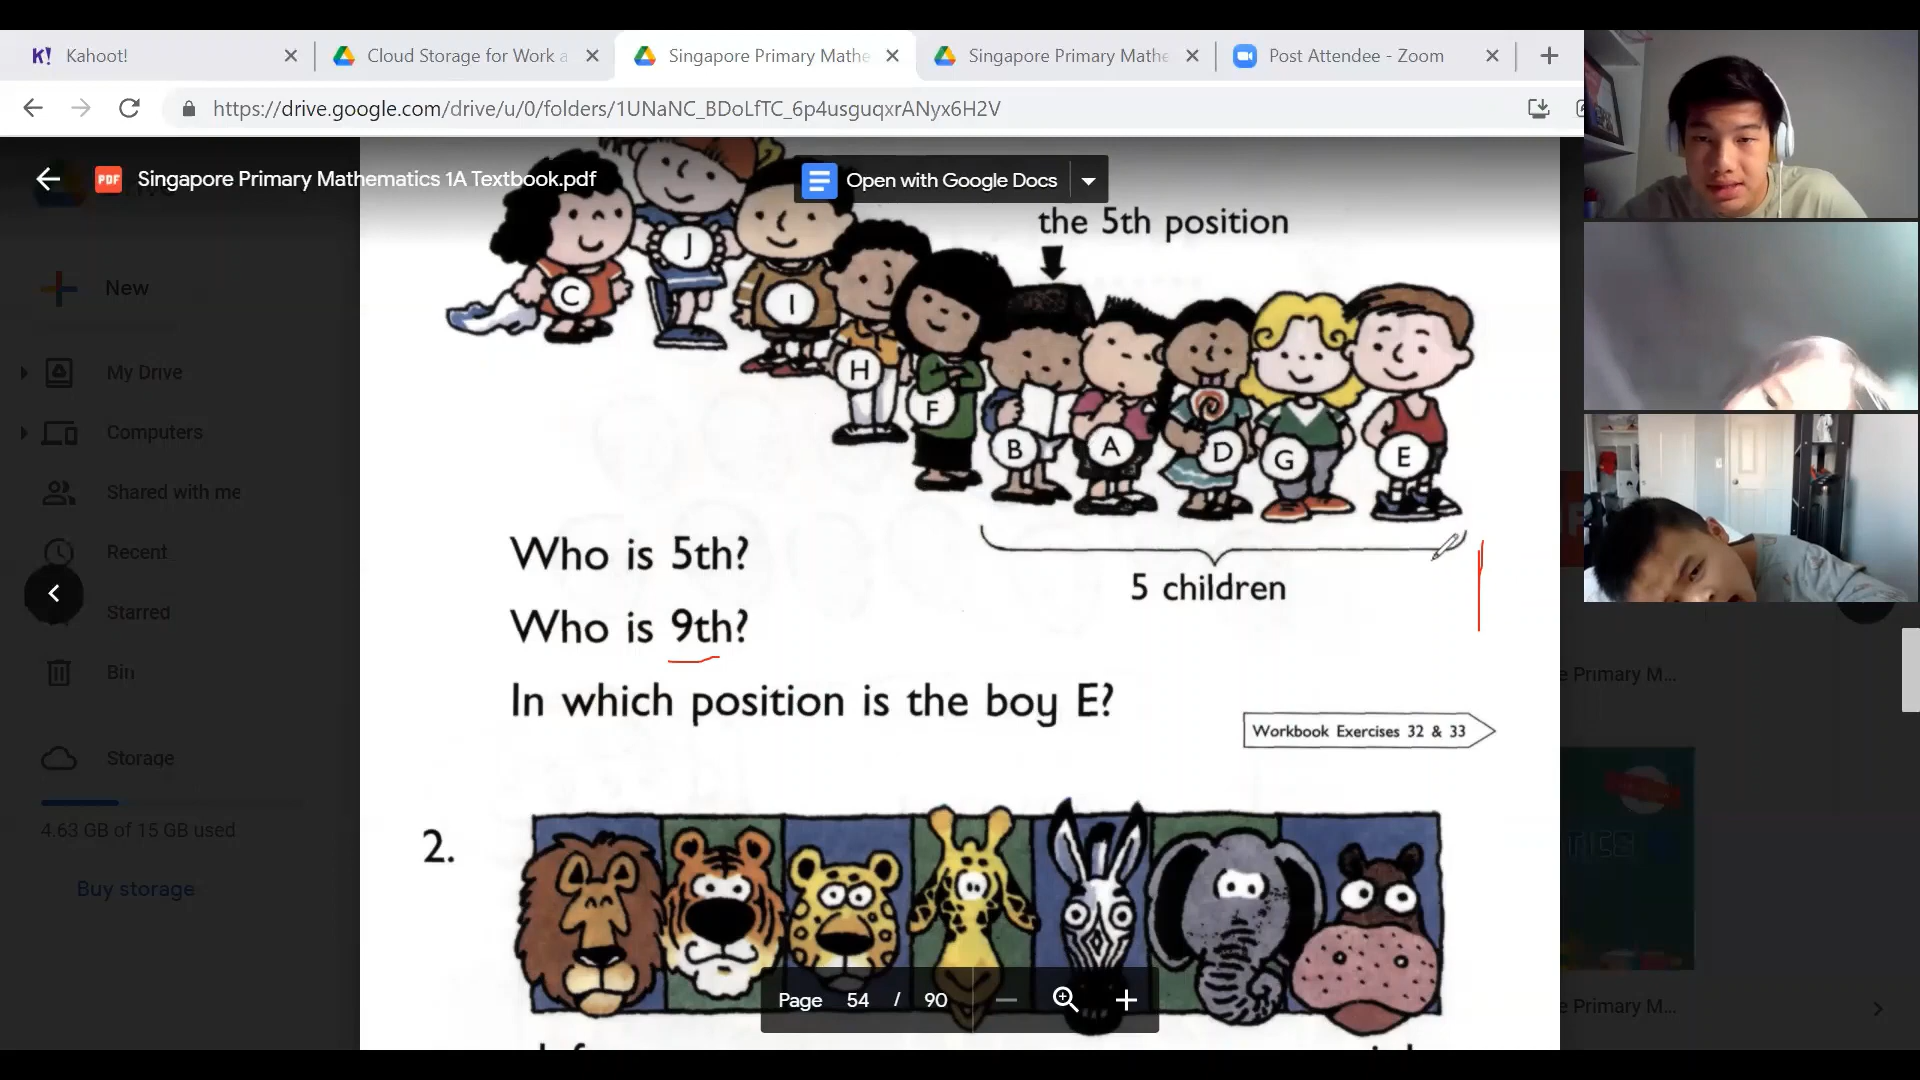 Kahoot!
Cloud Storage for Work a
Singapore Primary Mathe
Singapore Primary Mathe
Post Attendee - Zoom
https://drive.google.com/drive/u/0/folders/1UNaNC_BDoLfTC_6p4usguqxrANyx6H2V
PDF
Singapore Primary Mathematics 1A Textbook.pdf
Open with Google Docs
the 5th position
New
My Drive
Computers
Shared with me
Recent
Starred
Bin
Storage
4.63 GB of 15 GB used
Buy storage
C
J
I
H
F
B
A
D
G
E
5 children
Who is 5th?
Who is 9th?
In which position is the boy E?
Workbook Exercises 32 & 33
2.
Page 54 / 90
e Primary M...
e Primary M...